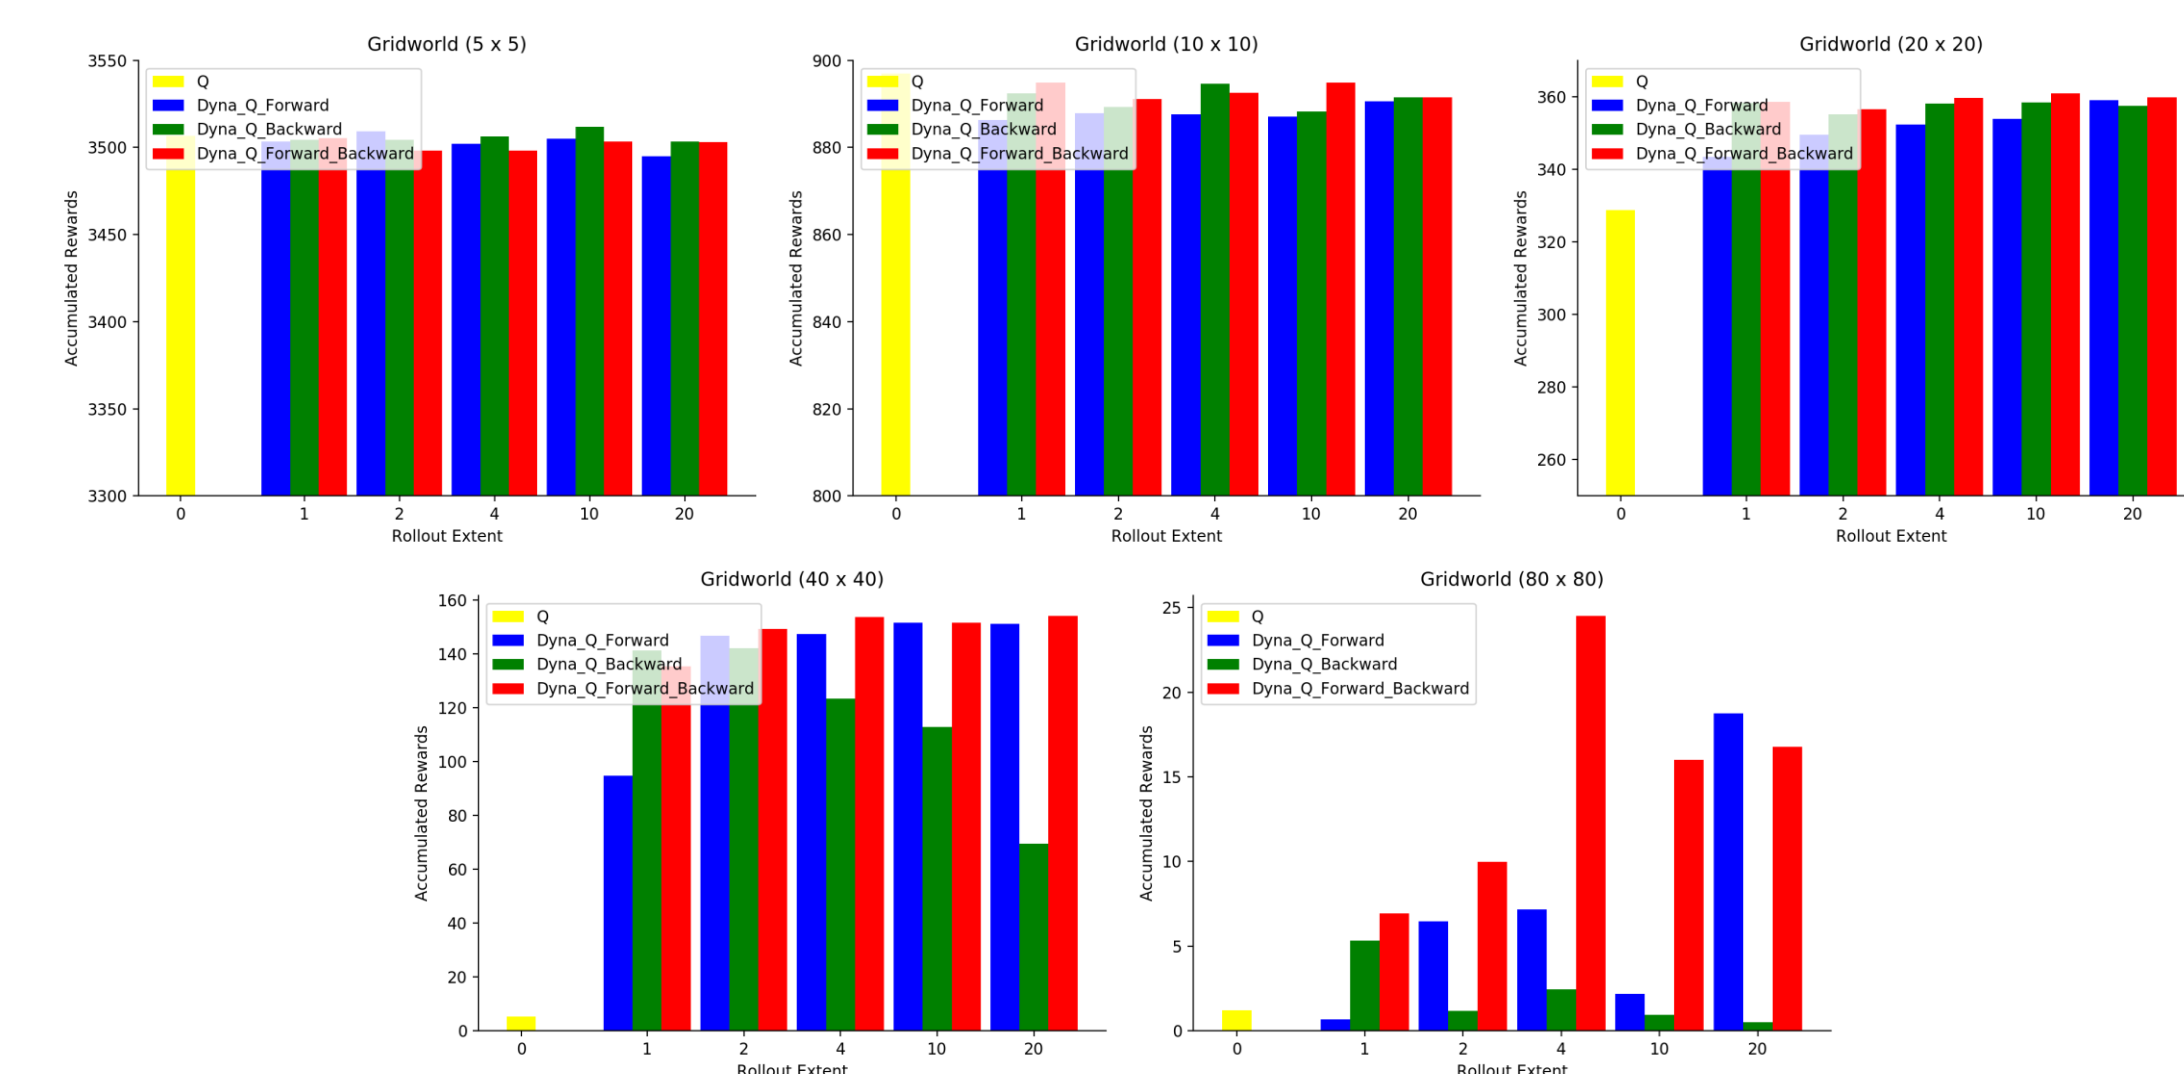 Gridworld (5 x 5)
3550
3500
3450
3400
3350
3300
Accumulated Rewards
Q
Dyna_Q_Forward
Dyna_Q_Backward
Dyna_Q_Forward_Backward
0 1 2 4 10 20
Rollout Extent
Gridworld (10 x 10)
900
880
860
840
820
800
Accumulated Rewards
Q
Dyna_Q_Forward
Dyna_Q_Backward
Dyna_Q_Forward_Backward
0 1 2 4 10 20
Rollout Extent
Gridworld (20 x 20)
360
340
320
300
280
260
Accumulated Rewards
Q
Dyna_Q_Forward
Dyna_Q_Backward
Dyna_Q_Forward_Backward
0 1 2 4 10 20
Rollout Extent
Gridworld (40 x 40)
160
140
120
100
80
60
40
20
0
Accumulated Rewards
Q
Dyna_Q_Forward
Dyna_Q_Backward
Dyna_Q_Forward_Backward
0 1 2 4 10 20
Rollout Extent
Gridworld (80 x 80)
25
20
15
10
5
0
Accumulated Rewards
Q
Dyna_Q_Forward
Dyna_Q_Backward
Dyna_Q_Forward_Backward
0 1 2 4 10 20
Rollout Extent